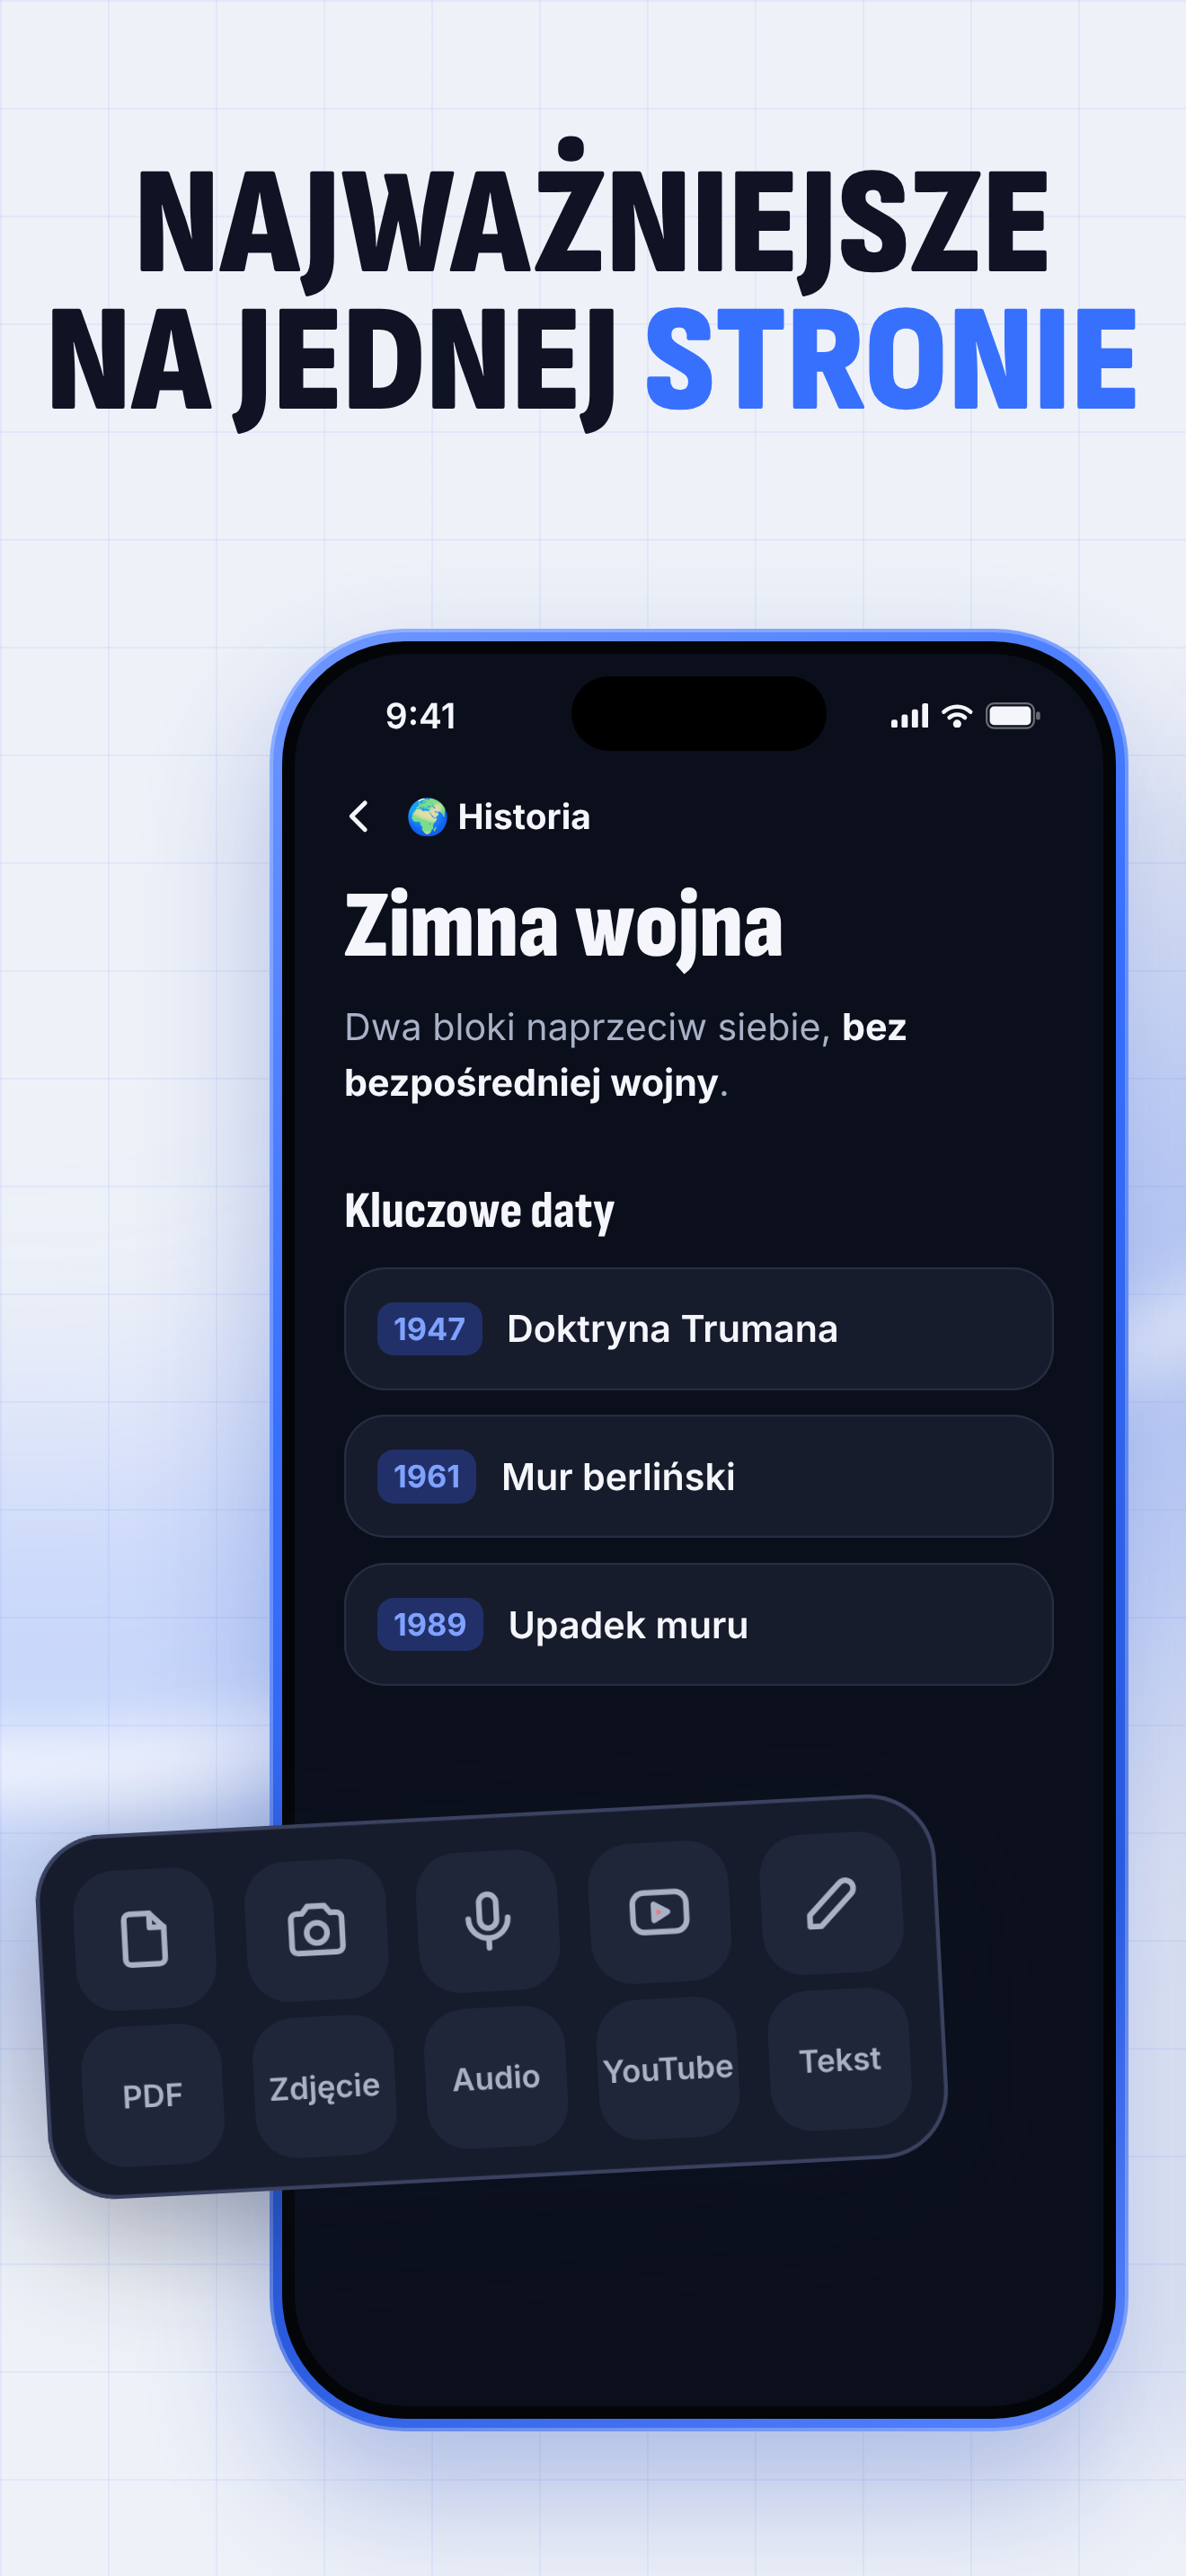 NAJWAŻNIEJSZE
NA JEDNEJ STRONIE
9:41
Historia
Zimna wojna
Dwa bloki naprzeciw siebie, bez
bezpośredniej wojny.
Kluczowe daty
1947 Doktryna Trumana
1961 Mur berliński
1989 Upadek muru
PDF Zdjęcie Audio YouTube Tekst